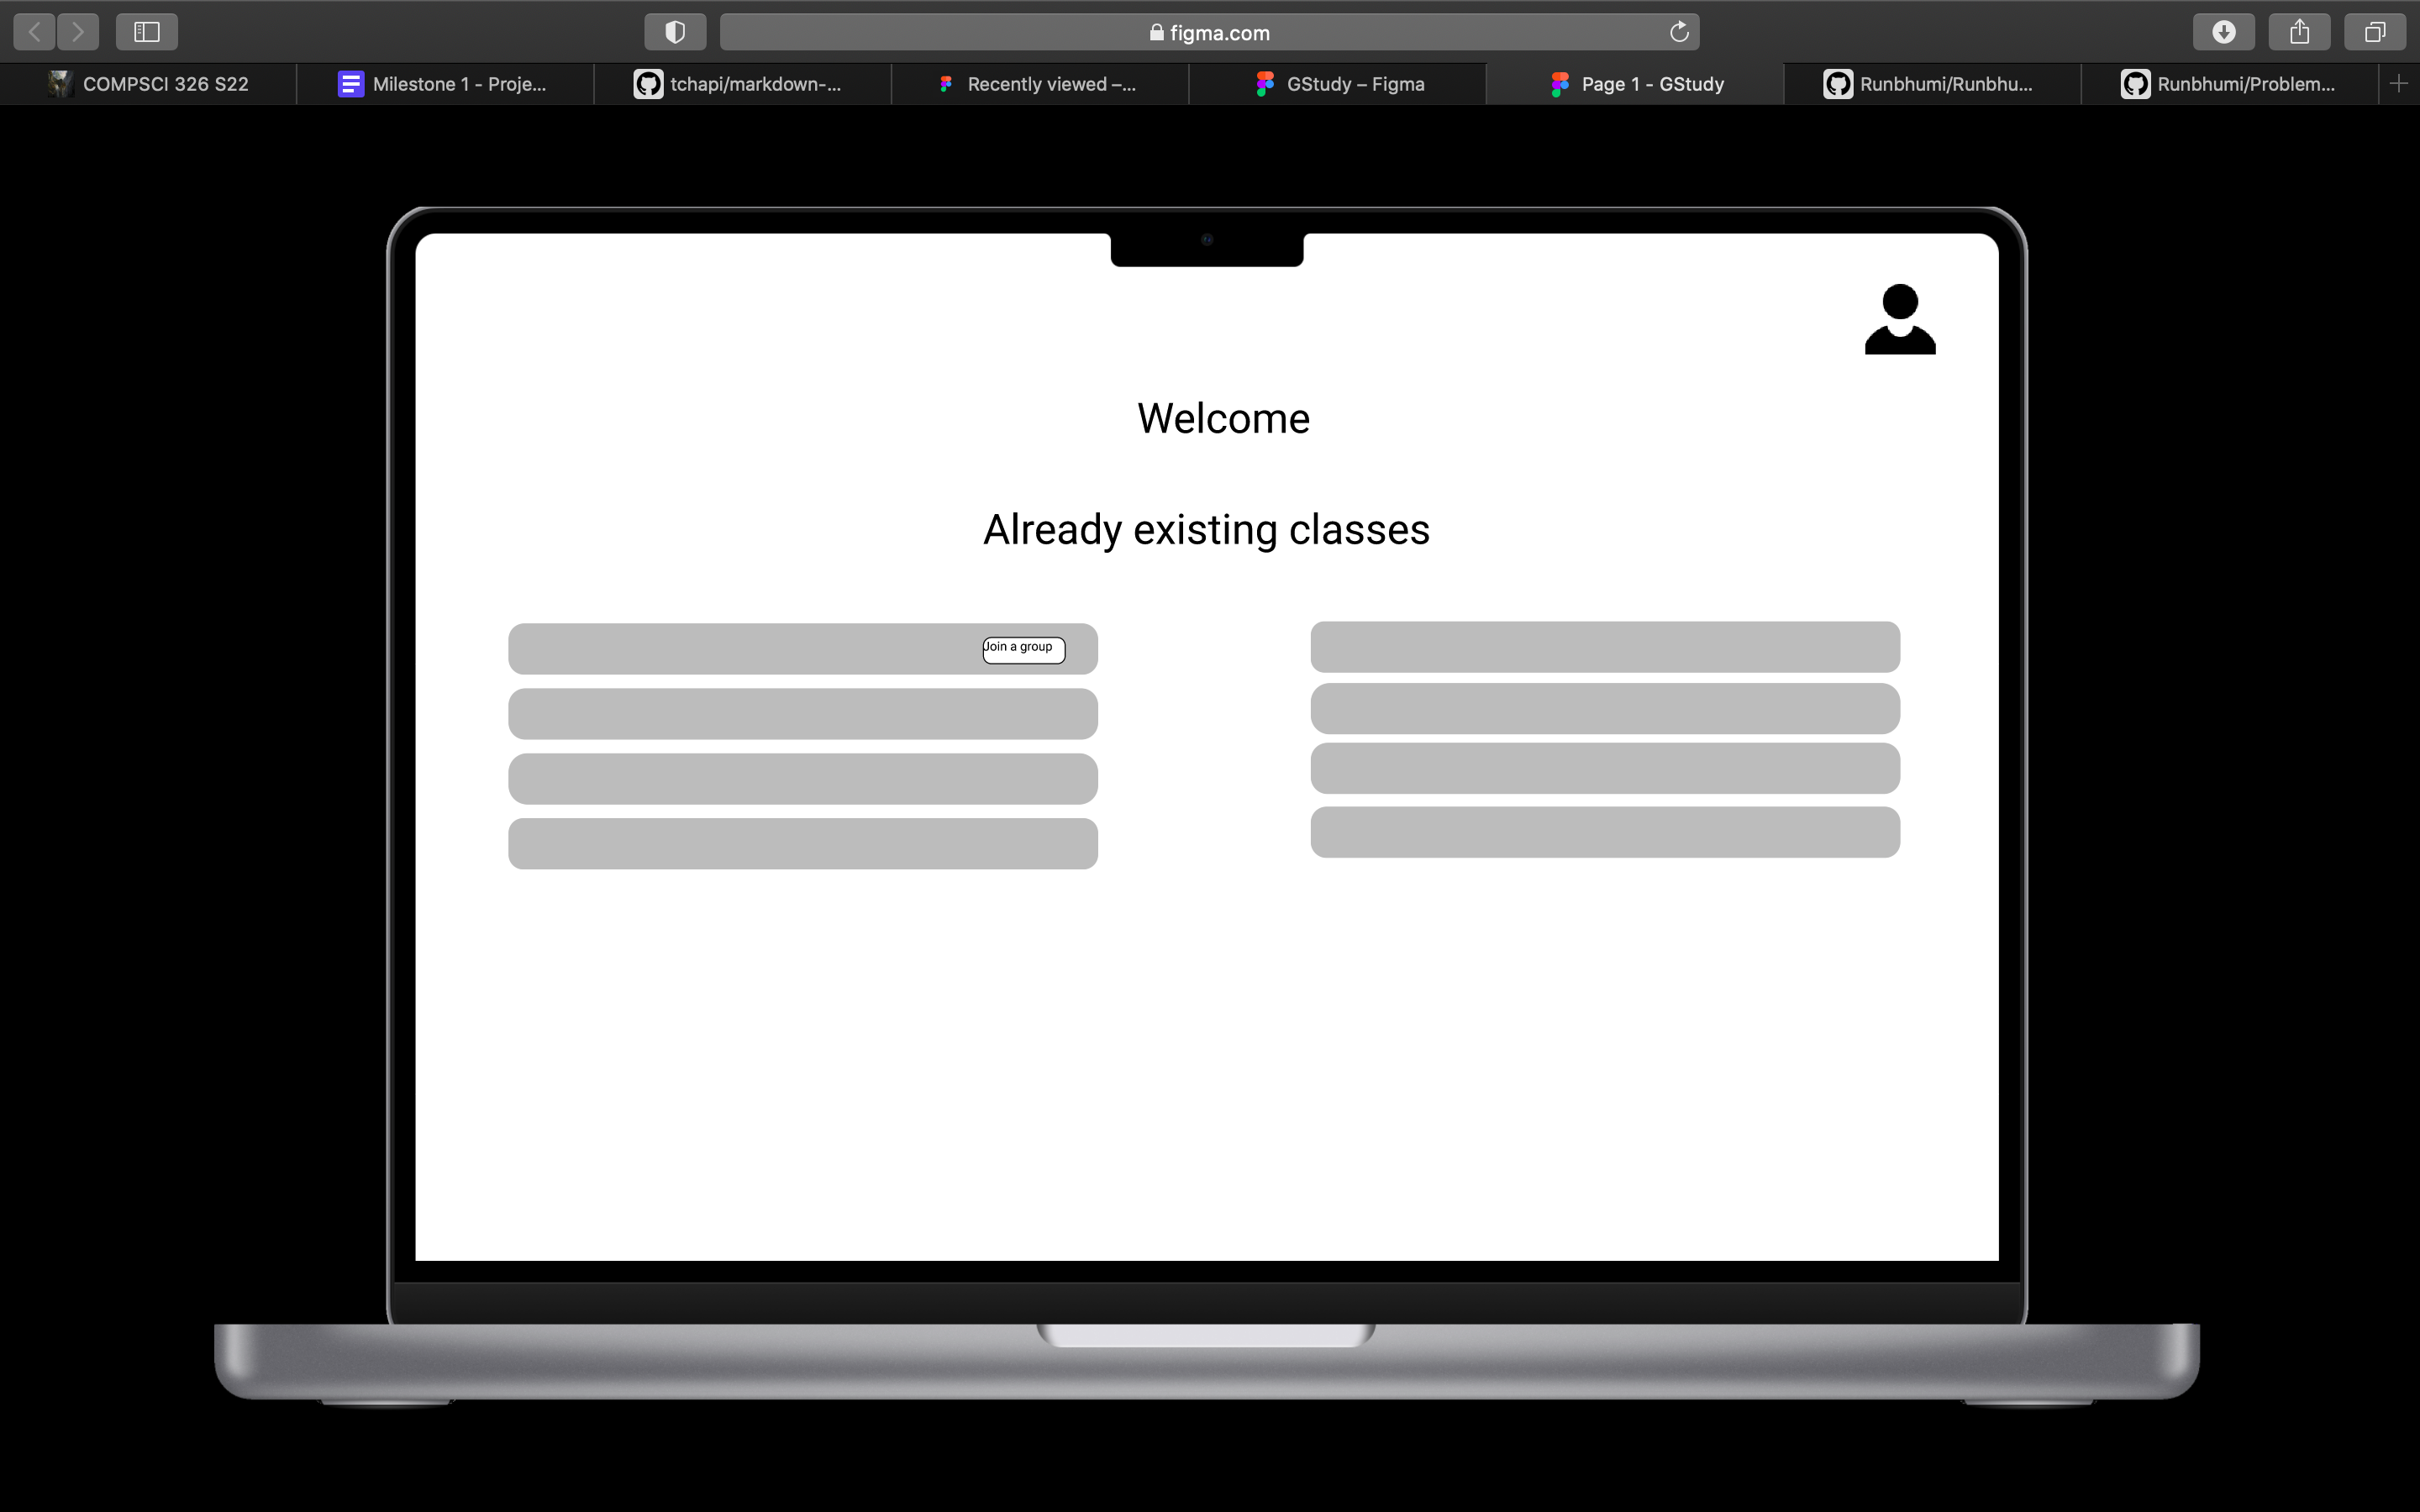 figma.com
COMPSCI 326 S22
Milestone 1 - Proje...
tchapi/markdown-...
Recently viewed –...
GStudy – Figma
Page 1 - GStudy
Runbhumi/Runbhu...
Runbhumi/Problem...
Welcome
Already existing classes
Join a group